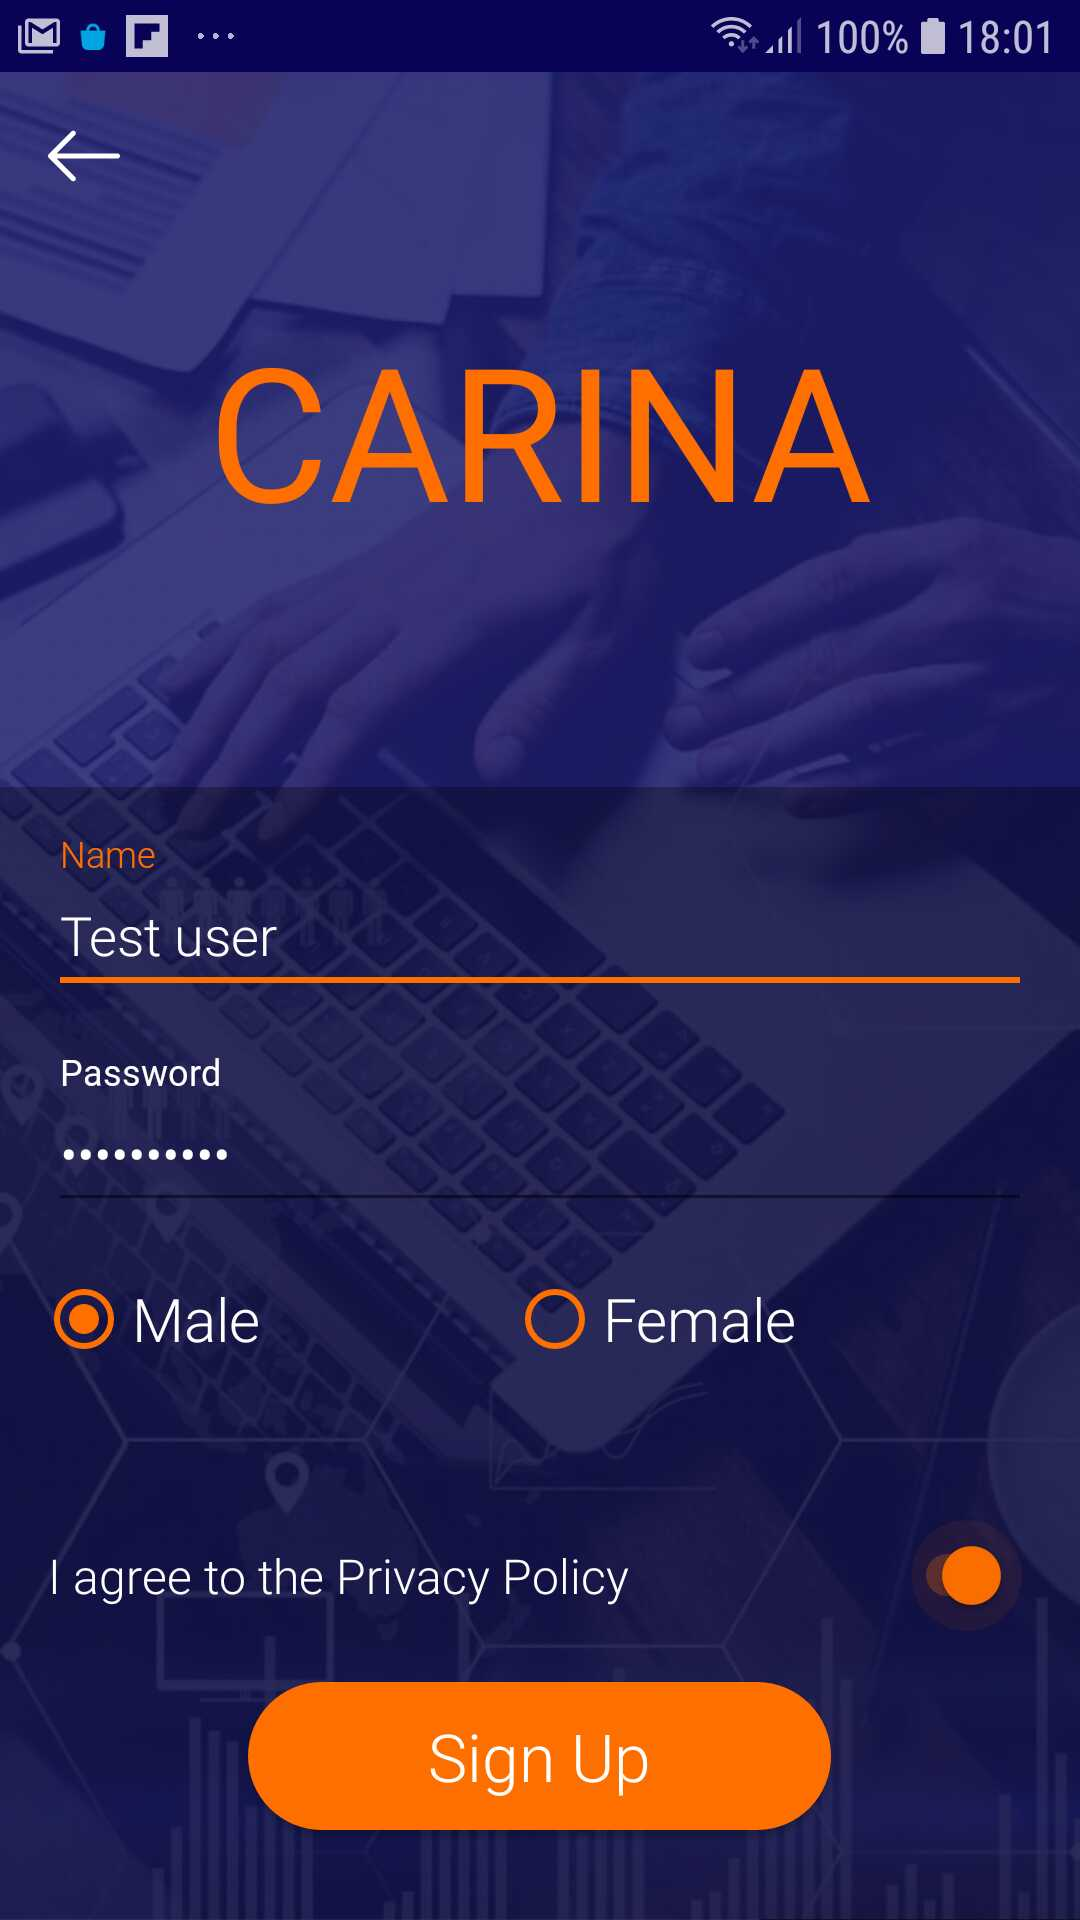 100% 18:01
CARINA
Name
Test user
Password
••••••••••
Male Female
I agree to the Privacy Policy
Sign Up